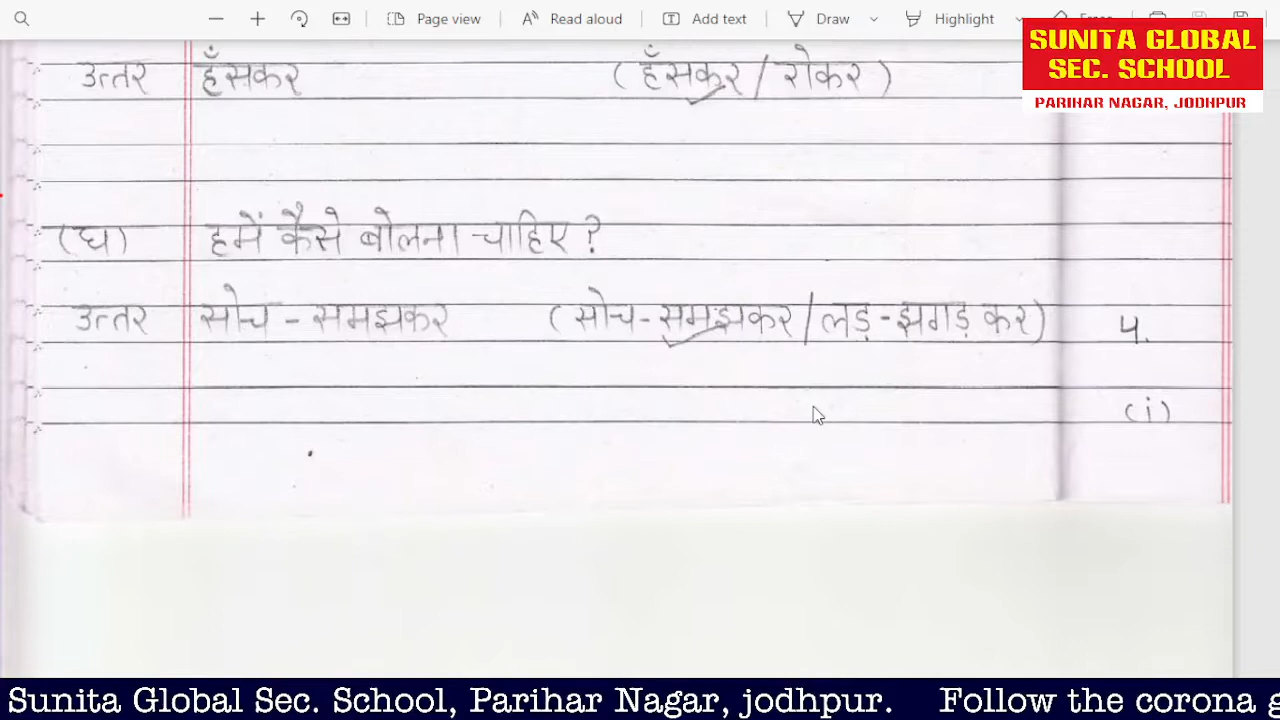 Page view
Read aloud
Add text
Draw
Highlight
SUNITA GLOBAL
SEC. SCHOOL
PARIHAR NAGAR, JODHPUR
उत्तर हँसकर (हँसकर / रोकर)
(घ) हमें कैसे बोलना चाहिए ?
उत्तर सोच - समझकर (सोच-समझकर / लड़-झगड़ कर) 4.
(i)
Sunita Global Sec. School, Parihar Nagar, jodhpur. Follow the corona g